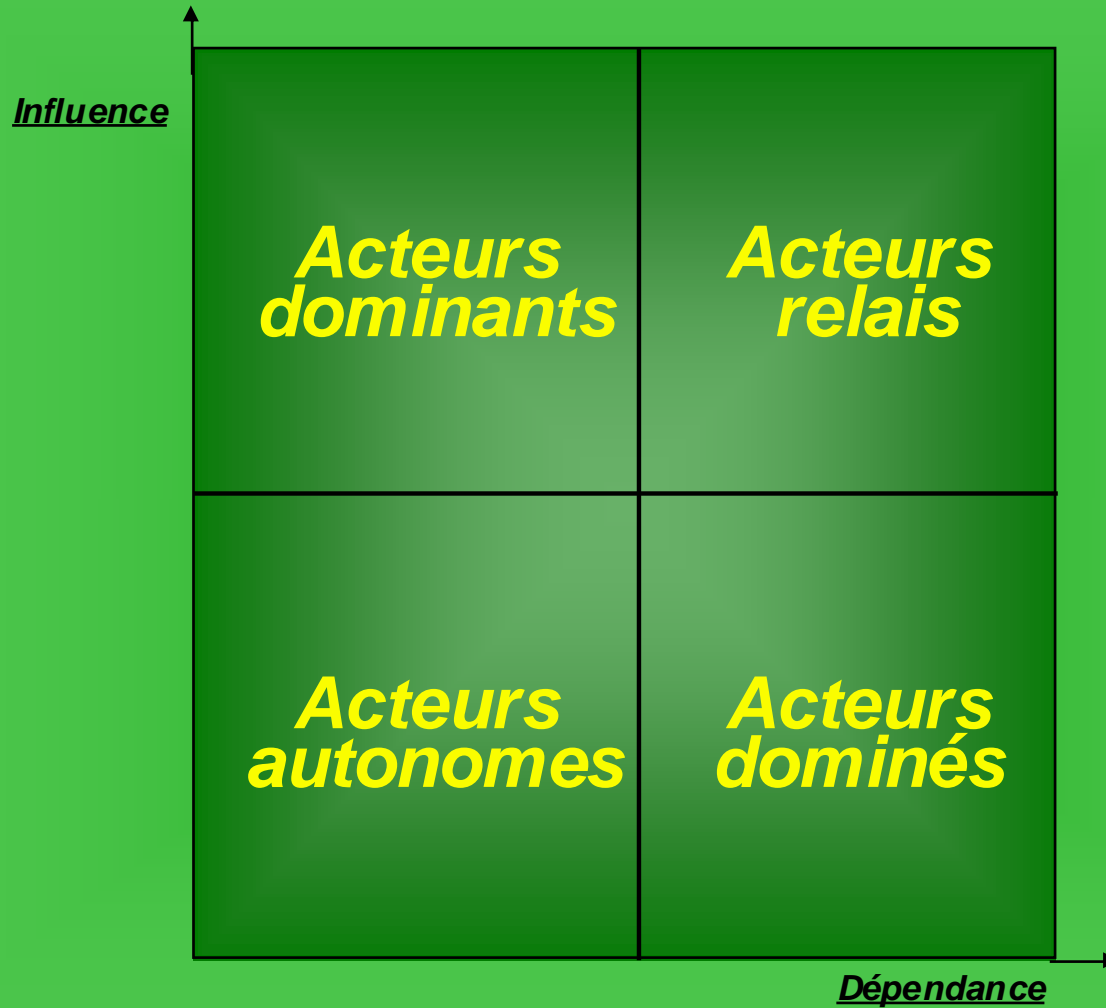 Influence
Acteurs
dominants
Acteurs
relais
Acteurs
autonomes
Acteurs
dominés
Dépendance